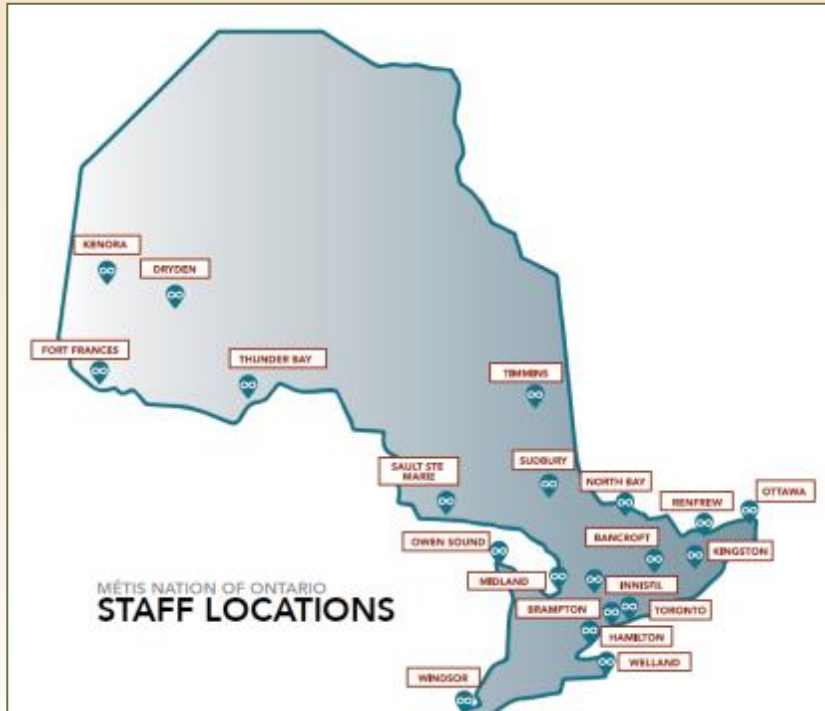 KENORA
DRYDEN
FORT FRANCES
THUNDER BAY
TIMMINS
SAULT STE
MARIE
SUDBURY
NORTH BAY
RENFREW
OTTAWA
OWEN SOUND
BANCROFT
KINGSTON
MIDLAND
INNISFIL
MÉTIS NATION OF ONTARIO
STAFF LOCATIONS
BRAMPTON
TORONTO
HAMILTON
WELLAND
WINDSOR